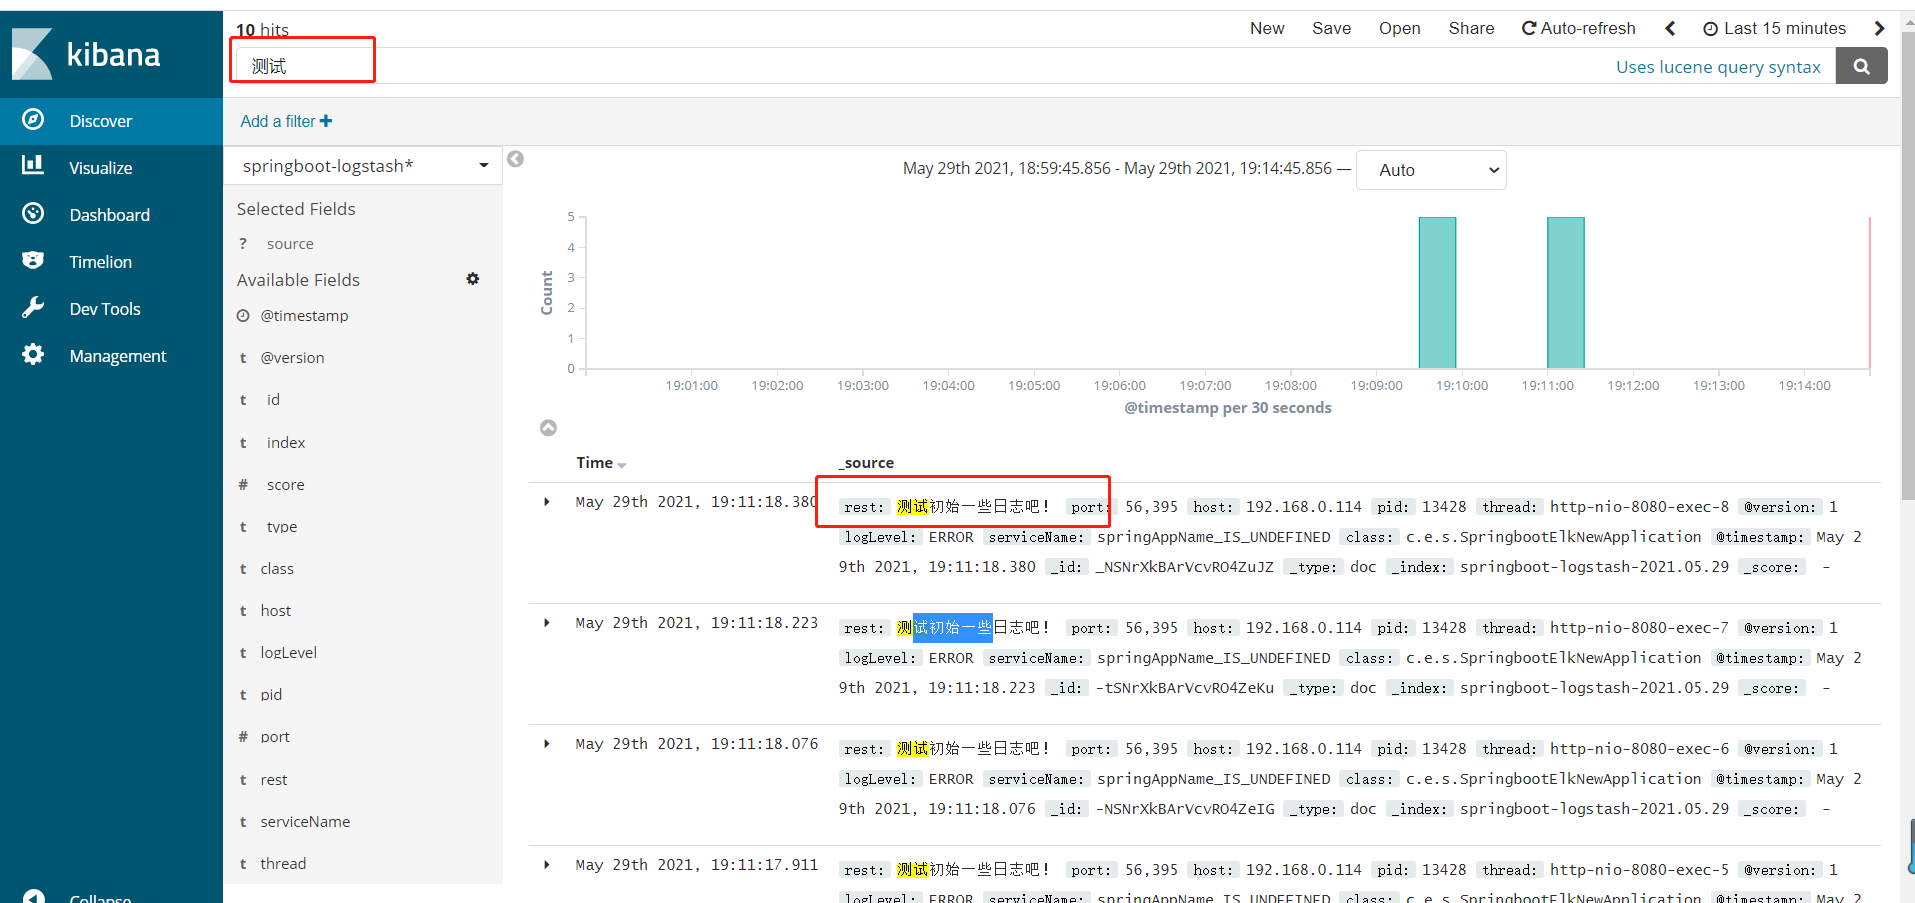 kibana
Discover
Visualize
Dashboard
Timelion
Dev Tools
Management
Collapse
10 hits
New Save Open Share Auto-refresh Last 15 minutes
测试
Uses lucene query syntax
Add a filter +
springboot-logstash*
Selected Fields
? source
Available Fields
@timestamp
t @version
t id
t index
# score
t type
t class
t host
t logLevel
t pid
# port
t rest
t serviceName
t thread
May 29th 2021, 18:59:45.856 - May 29th 2021, 19:14:45.856 — Auto
5
4
3
2
1
0
Count
19:01:00 19:02:00 19:03:00 19:04:00 19:05:00 19:06:00 19:07:00 19:08:00 19:09:00 19:10:00 19:11:00 19:12:00 19:13:00 19:14:00
@timestamp per 30 seconds
Time _source
May 29th 2021, 19:11:18.380 rest: 测试初始一些日志吧! port: 56,395 host: 192.168.0.114 pid: 13428 thread: http-nio-8080-exec-8 @version: 1
logLevel: ERROR serviceName: springAppName_IS_UNDEFINED class: c.e.s.SpringbootElkNewApplication @timestamp: May 2
9th 2021, 19:11:18.380 _id: _NSNrXkBArVcvRO4ZuJZ _type: doc _index: springboot-logstash-2021.05.29 _score: -
May 29th 2021, 19:11:18.223 rest: 测试初始一些日志吧! port: 56,395 host: 192.168.0.114 pid: 13428 thread: http-nio-8080-exec-7 @version: 1
logLevel: ERROR serviceName: springAppName_IS_UNDEFINED class: c.e.s.SpringbootElkNewApplication @timestamp: May 2
9th 2021, 19:11:18.223 _id: -tSNrXkBArVcvRO4ZeKu _type: doc _index: springboot-logstash-2021.05.29 _score: -
May 29th 2021, 19:11:18.076 rest: 测试初始一些日志吧! port: 56,395 host: 192.168.0.114 pid: 13428 thread: http-nio-8080-exec-6 @version: 1
logLevel: ERROR serviceName: springAppName_IS_UNDEFINED class: c.e.s.SpringbootElkNewApplication @timestamp: May 2
9th 2021, 19:11:18.076 _id: -NSNrXkBArVcvRO4ZeIG _type: doc _index: springboot-logstash-2021.05.29 _score: -
May 29th 2021, 19:11:17.911 rest: 测试初始一些日志吧! port: 56,395 host: 192.168.0.114 pid: 13428 thread: http-nio-8080-exec-5 @version: 1
logLevel: ERROR serviceName: springAppName_IS_UNDEFINED class: c.e.s.SpringbootElkNewApplication @timestamp: May 2